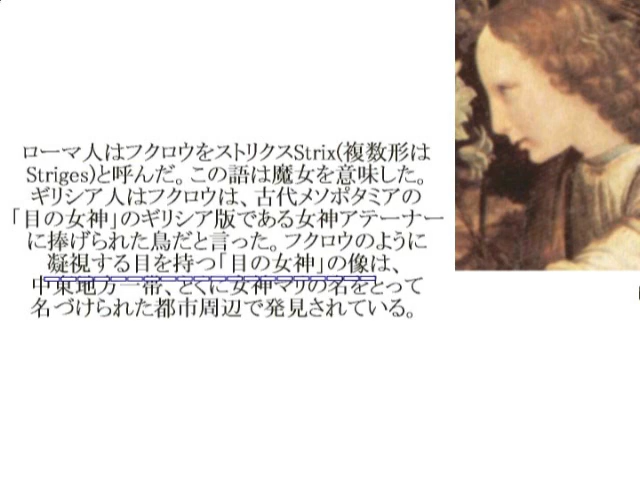 ローマ人はフクロウをストリクスStrix(複数形は
Striges)と呼んだ。この語は魔女を意味した。
ギリシア人はフクロウは、古代メソポタミアの
「目の女神」のギリシア版である女神アテーナー
に捧げられた鳥だと言った。フクロウのように
凝視する目を持つ「目の女神」の像は、
中東地方一帯、とくに女神マリの名をとって
名づけられた都市周辺で発見されている。